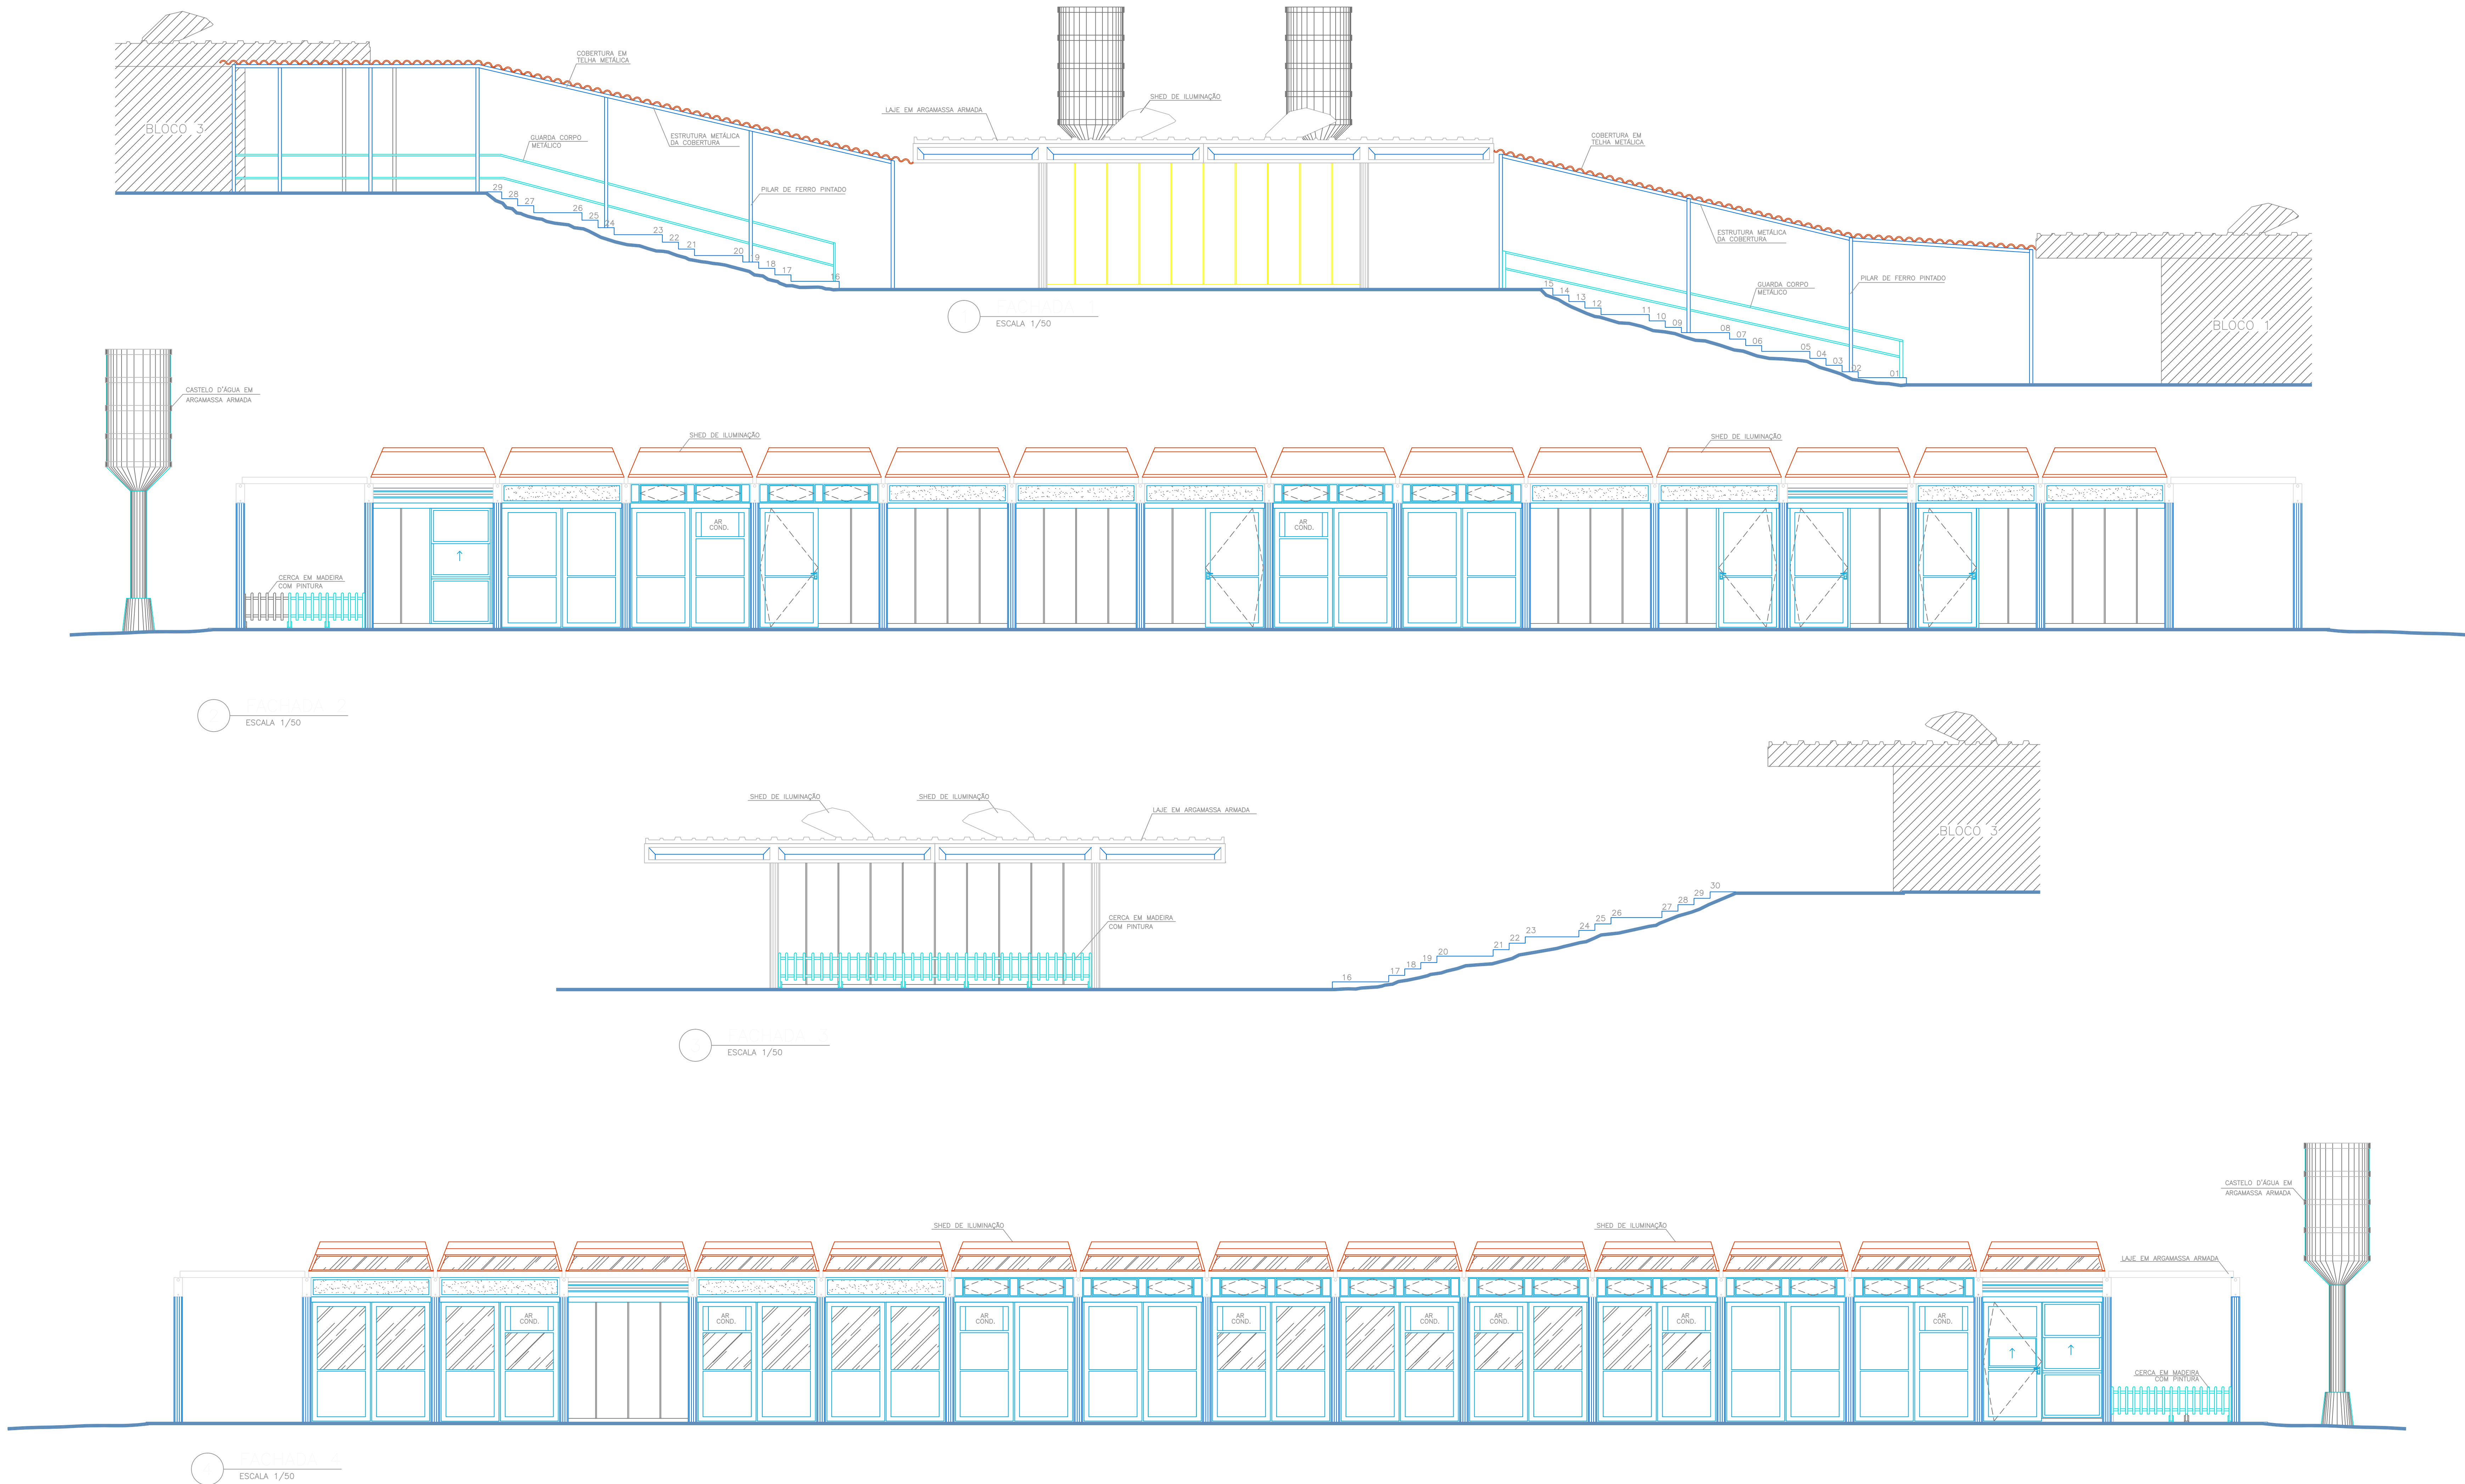 COBERTURA EM
TELHA METÁLICA
BLOCO 3
GUARDA CORPO
METÁLICO
ESTRUTURA METÁLICA
DA COBERTURA
PILAR DE FERRO PINTADO
LAJE EM ARGAMASSA ARMADA
SHED DE ILUMINAÇÃO
29
28
27
26
25
24
23
22
21
20
19
18
17
16
COBERTURA EM
TELHA METÁLICA
ESTRUTURA METÁLICA
DA COBERTURA
GUARDA CORPO
METÁLICO
PILAR DE FERRO PINTADO
BLOCO 1
15
14
13
12
11
10
09
08
07
06
05
04
03
02
01
ESCALA 1/50
CASTELO D'ÁGUA EM
ARGAMASSA ARMADA
SHED DE ILUMINAÇÃO
SHED DE ILUMINAÇÃO
AR
COND.
AR
COND.
CERCA EM MADEIRA
COM PINTURA
ESCALA 1/50
SHED DE ILUMINAÇÃO
SHED DE ILUMINAÇÃO
LAJE EM ARGAMASSA ARMADA
BLOCO 3
CERCA EM MADEIRA
COM PINTURA
30
29
28
27
26
25
24
23
22
21
20
19
18
17
16
ESCALA 1/50
CASTELO D'ÁGUA EM
ARGAMASSA ARMADA
SHED DE ILUMINAÇÃO
SHED DE ILUMINAÇÃO
LAJE EM ARGAMASSA ARMADA
AR
COND.
AR
COND.
AR
COND.
AR
COND.
AR
COND.
AR
COND.
AR
COND.
AR
COND.
CERCA EM MADEIRA
COM PINTURA
ESCALA 1/50